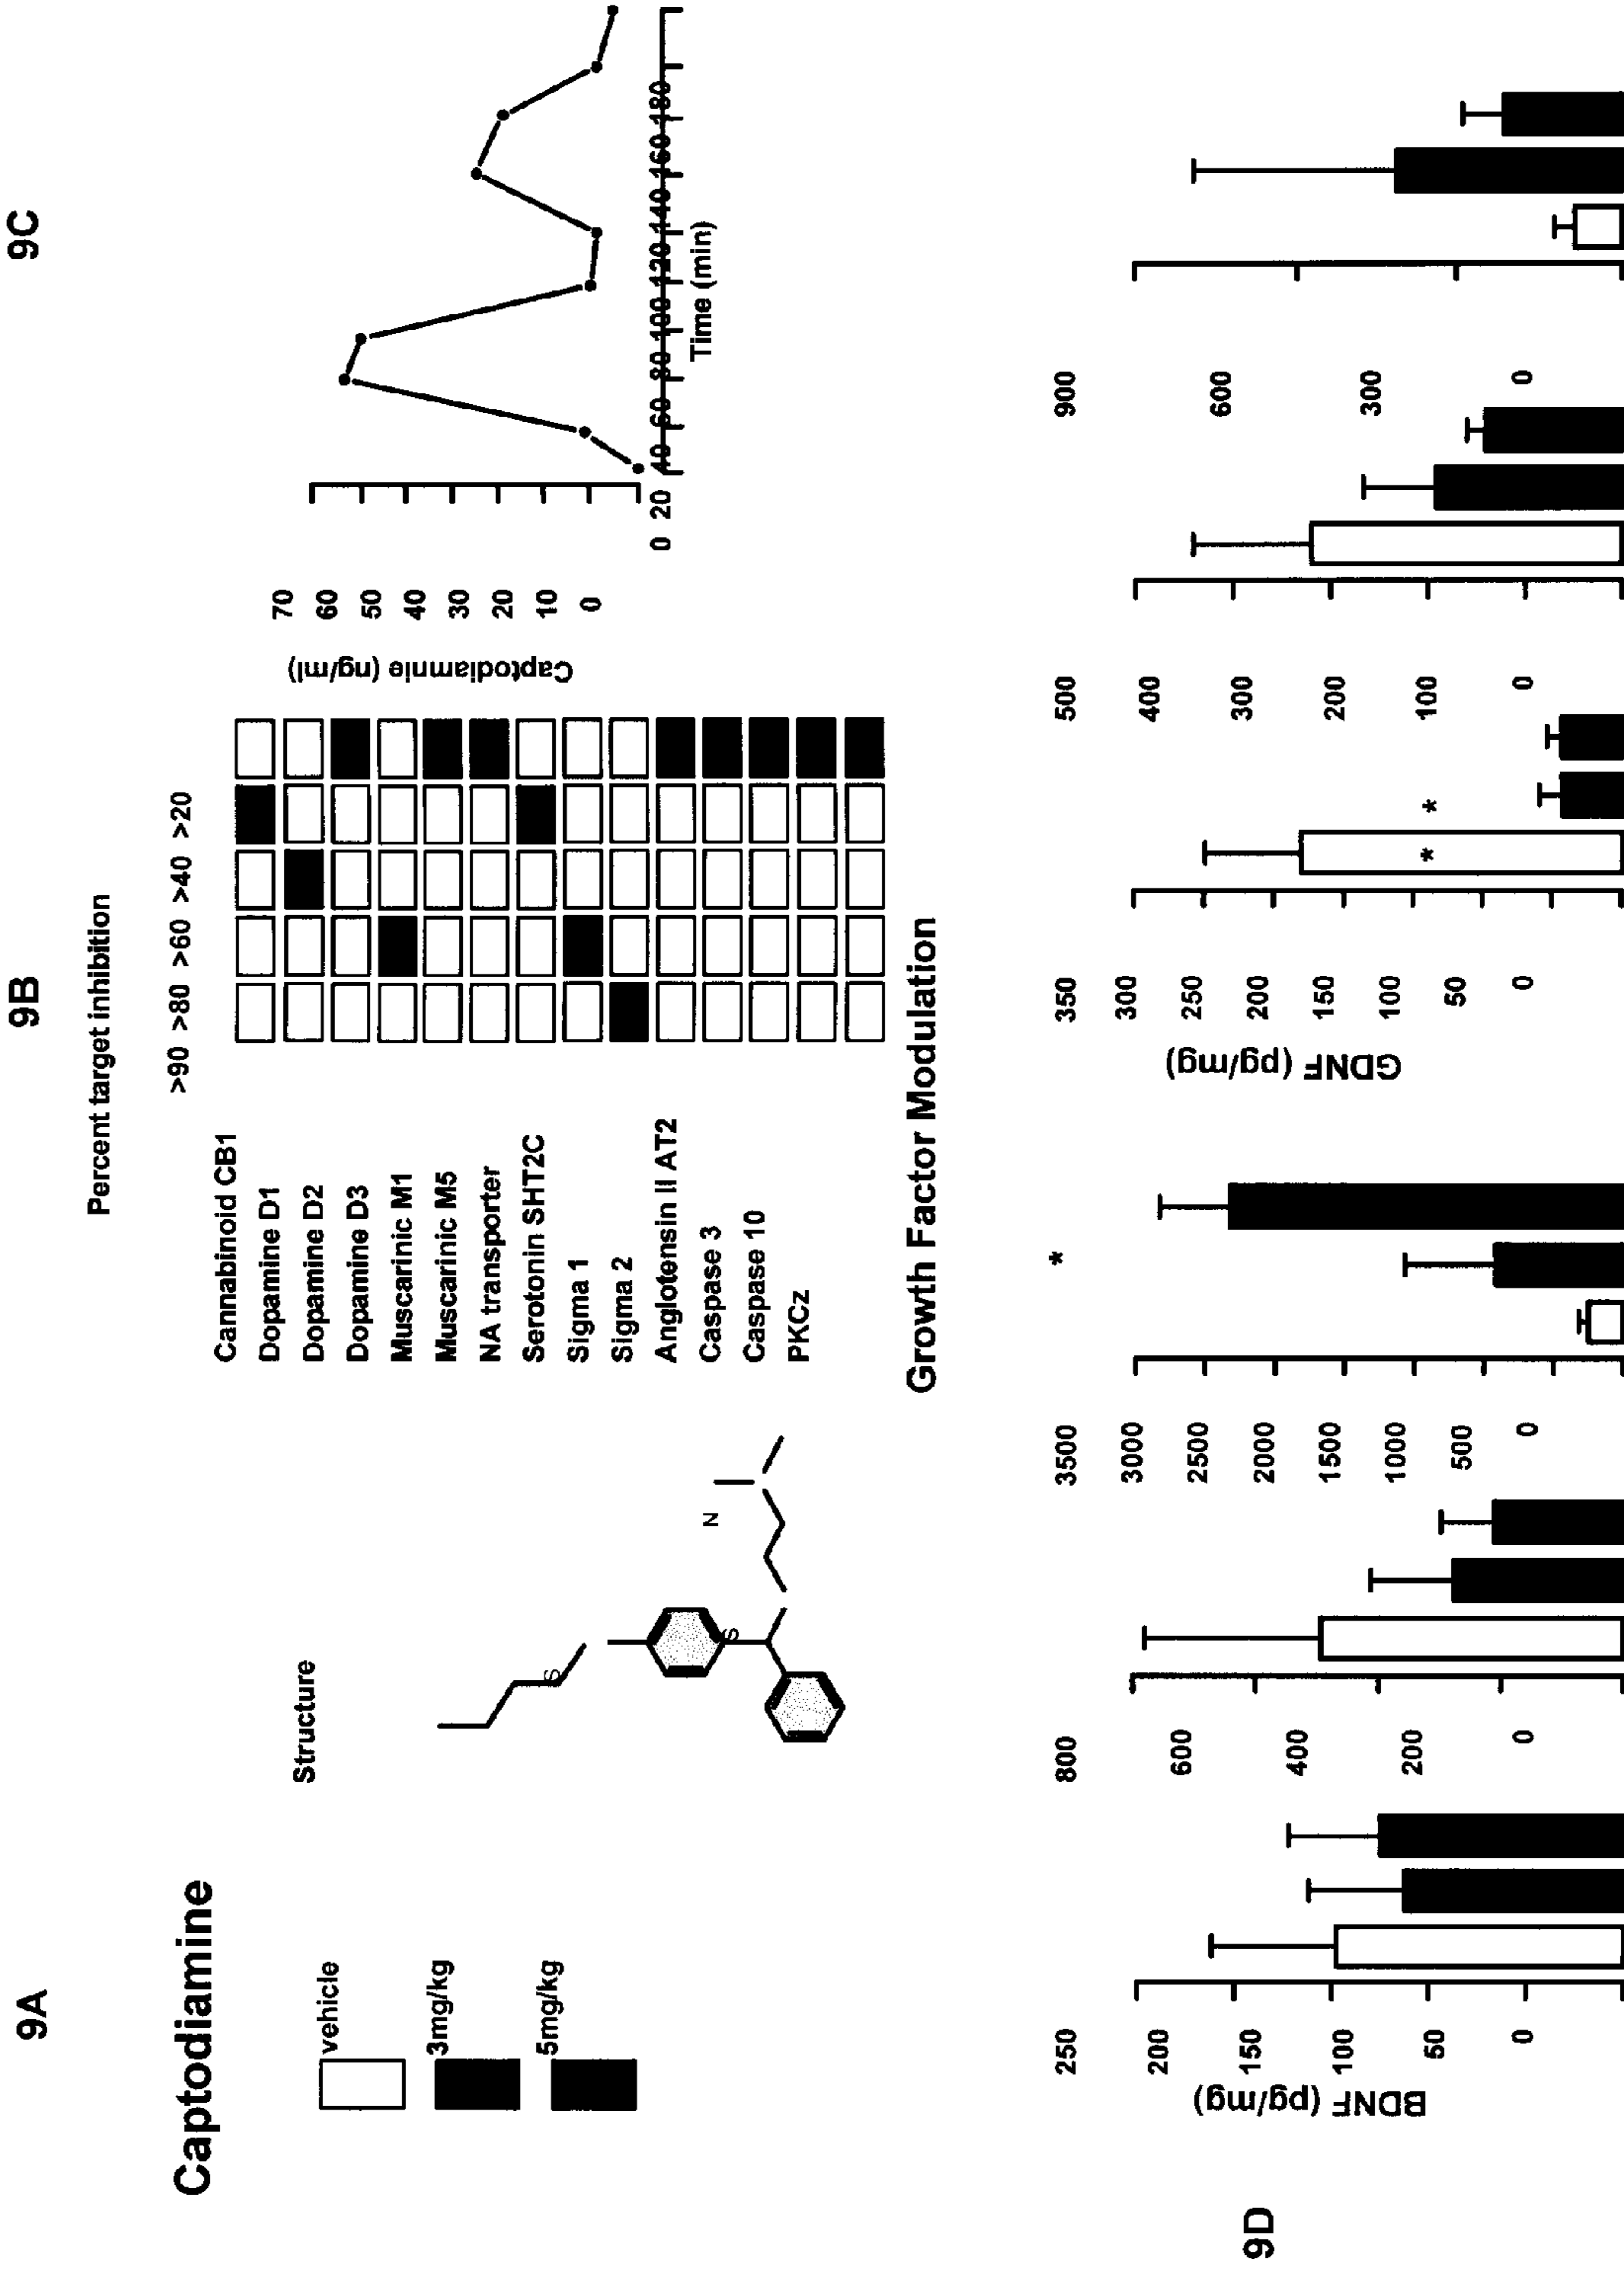 9A
Captodiamine
vehicle
3mg/kg
5mg/kg
Structure
S
S
N
9B
Percent target inhibition
>90 >80 >60 >40 >20
Cannabinoid CB1
Dopamine D1
Dopamine D2
Dopamine D3
Muscarinic M1
Muscarinic M5
NA transporter
Serotonin SHT2C
Sigma 1
Sigma 2
Anglotensin II AT2
Caspase 3
Caspase 10
PKCz
9C
Captodiamnie (ng/ml)
70
60
50
40
30
20
10
0
0 20 40 60 80 100 120 140 160 180
Time (min)
Growth Factor Modulation
9D
BDNF (pg/mg)
250
200
150
100
50
0
800
600
400
200
0
3500
3000
2500
2000
1500
1000
500
0
*
GDNF (pg/mg)
350
300
250
200
150
100
50
0
* *
500
400
300
200
100
0
900
600
300
0